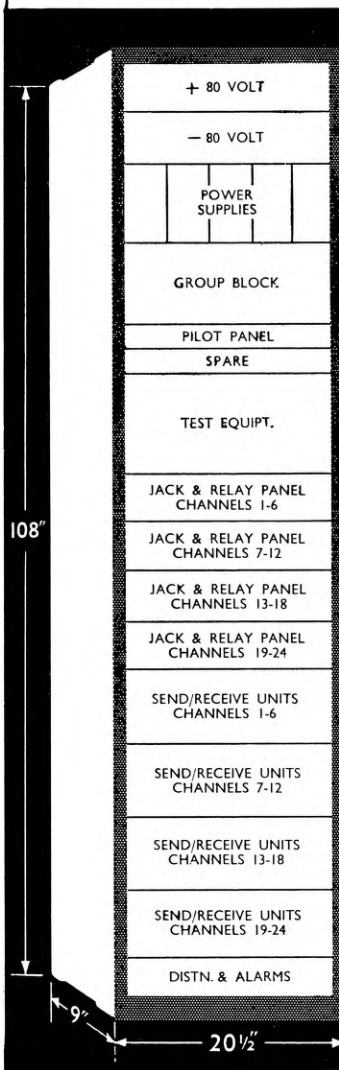 + 80 VOLT
– 80 VOLT
POWER
SUPPLIES
GROUP BLOCK
PILOT PANEL
SPARE
TEST EQUIPT.
JACK & RELAY PANEL
CHANNELS 1-6
108"
JACK & RELAY PANEL
CHANNELS 7-12
JACK & RELAY PANEL
CHANNELS 13-18
JACK & RELAY PANEL
CHANNELS 19-24
SEND/RECEIVE UNITS
CHANNELS 1-6
SEND/RECEIVE UNITS
CHANNELS 7-12
SEND/RECEIVE UNITS
CHANNELS 13-18
SEND/RECEIVE UNITS
CHANNELS 19-24
DISTN. & ALARMS
9"
20½"